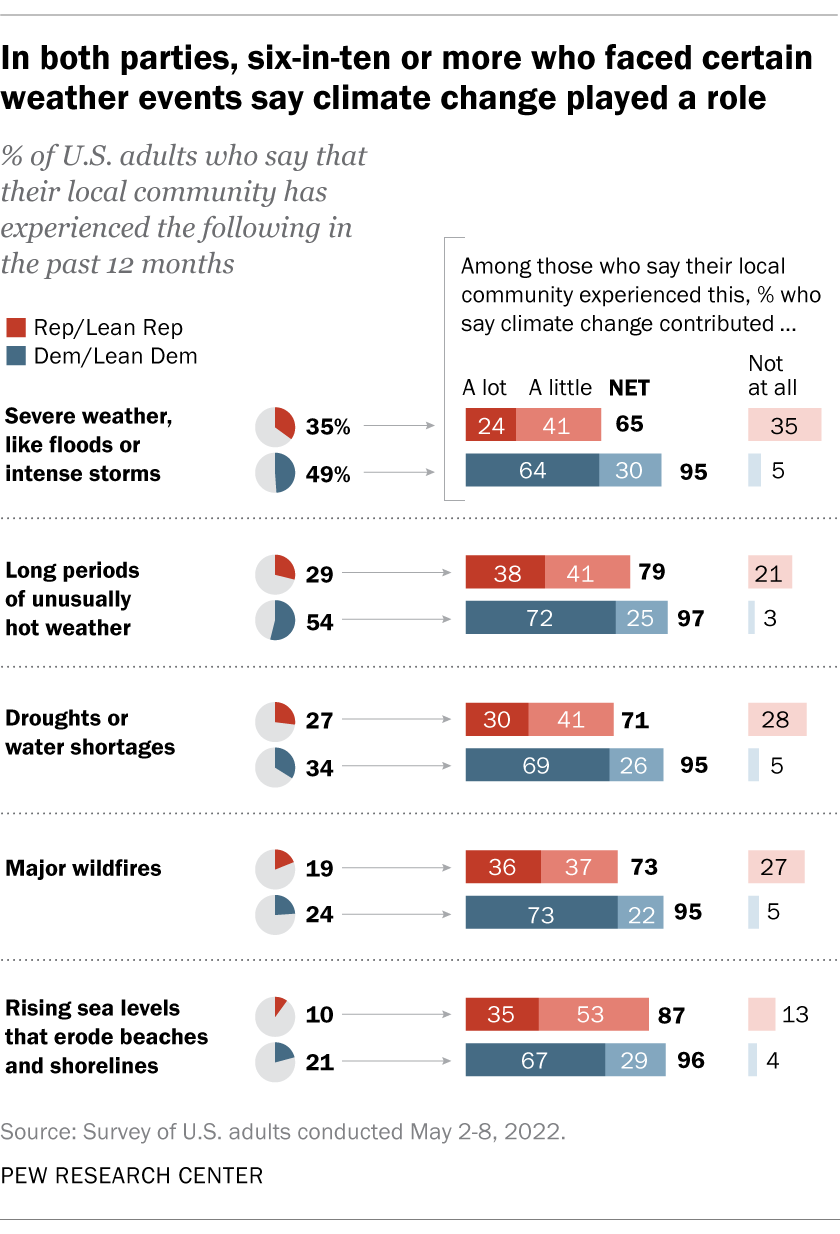 In both parties, six-in-ten or more who faced certain
weather events say climate change played a role
% of U.S. adults who say that
their local community has
experienced the following in
the past 12 months
Rep/Lean Rep
Dem/Lean Dem
Among those who say their local
community experienced this, % who
say climate change contributed ...
A lot A little NET Not
at all
Severe weather,
like floods or
intense storms
35% 24 41 65 35
49% 64 30 95 5
Long periods
of unusually
hot weather
29 38 41 79 21
54 72 25 97 3
Droughts or
water shortages
27 30 41 71 28
34 69 26 95 5
Major wildfires
19 36 37 73 27
24 73 22 95 5
Rising sea levels
that erode beaches
and shorelines
10 35 53 87 13
21 67 29 96 4
Source: Survey of U.S. adults conducted May 2-8, 2022.
PEW RESEARCH CENTER